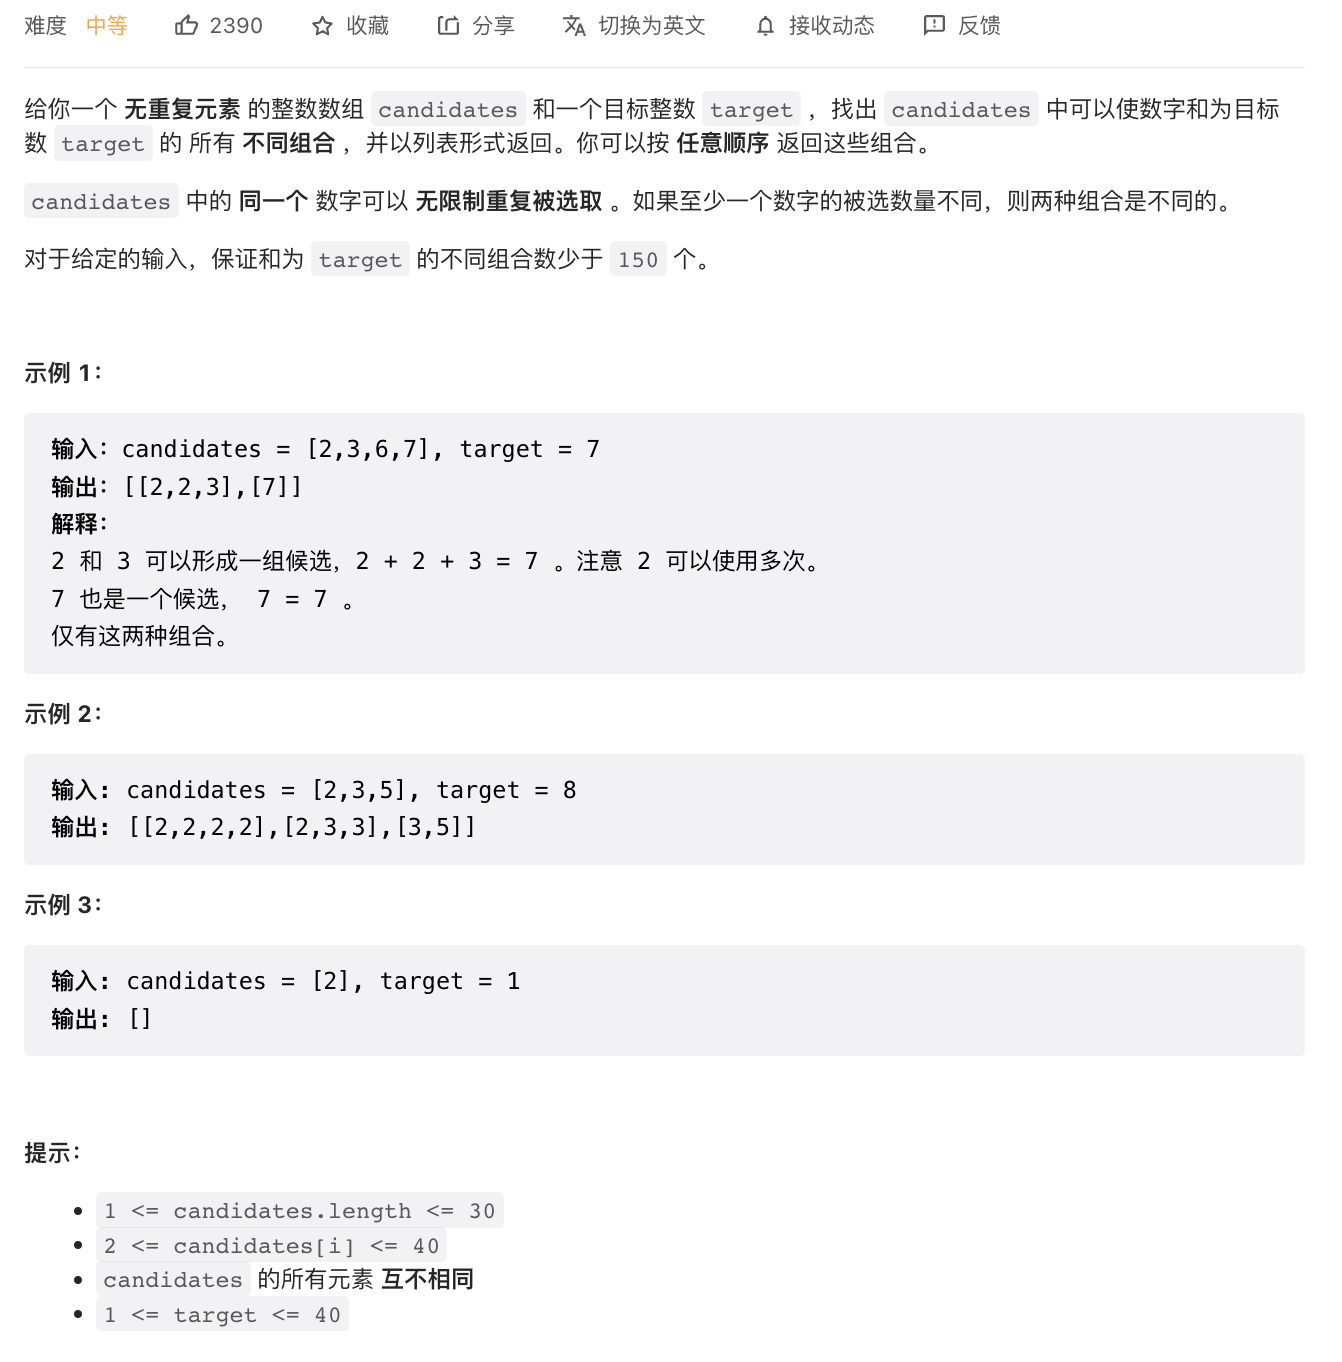 难度 中等 2390 收藏 分享 切换为英文 接收动态 反馈
给你一个 无重复元素 的整数数组 candidates 和一个目标整数 target ，找出 candidates 中可以使数字和为目标
数 target 的 所有 不同组合 ，并以列表形式返回。你可以按 任意顺序 返回这些组合。
candidates 中的 同一个 数字可以 无限制重复被选取 。如果至少一个数字的被选数量不同，则两种组合是不同的。
对于给定的输入，保证和为 target 的不同组合数少于 150 个。
示例 1：
输入：candidates = [2,3,6,7], target = 7
输出：[[2,2,3],[7]]
解释：
2 和 3 可以形成一组候选，2 + 2 + 3 = 7 。注意 2 可以使用多次。
7 也是一个候选， 7 = 7 。
仅有这两种组合。
示例 2：
输入: candidates = [2,3,5], target = 8
输出: [[2,2,2,2],[2,3,3],[3,5]]
示例 3：
输入: candidates = [2], target = 1
输出: []
提示：
• 1 <= candidates.length <= 30
• 2 <= candidates[i] <= 40
• candidates 的所有元素 互不相同
• 1 <= target <= 40